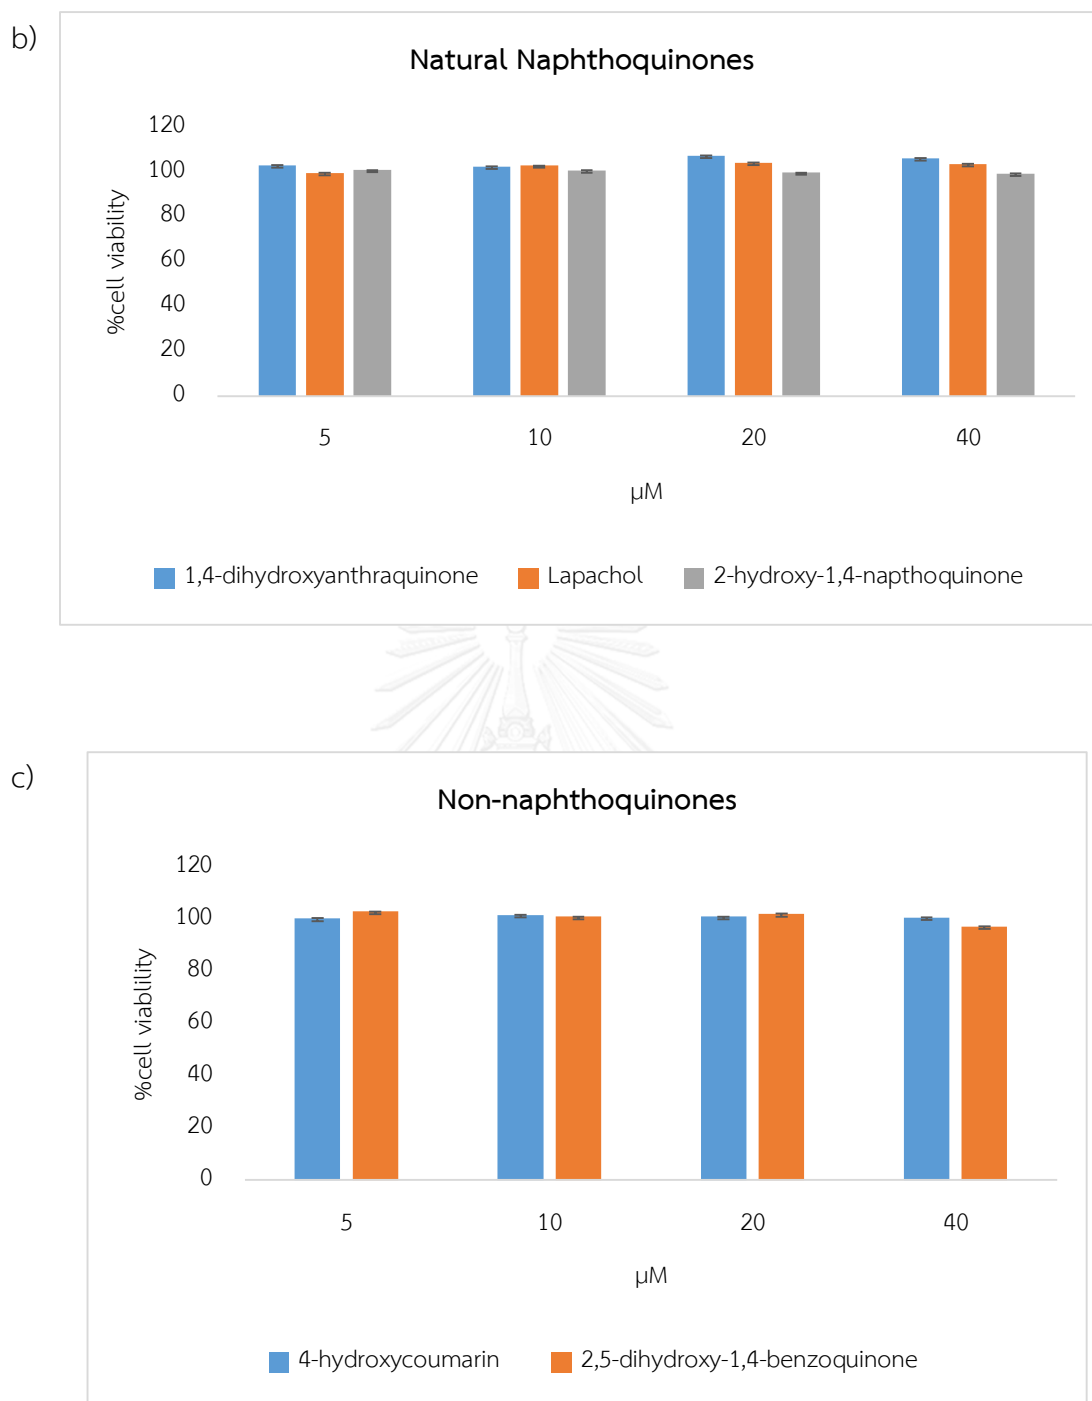 b)
Natural Naphthoquinones
120
100
80
60
40
20
0
%cell viability
5 10 20 40
µM
1,4-dihydroxyanthraquinone Lapachol 2-hydroxy-1,4-napthoquinone
c)
Non-naphthoquinones
120
100
80
60
40
20
0
%cell viablility
5 10 20 40
µM
4-hydroxycoumarin 2,5-dihydroxy-1,4-benzoquinone